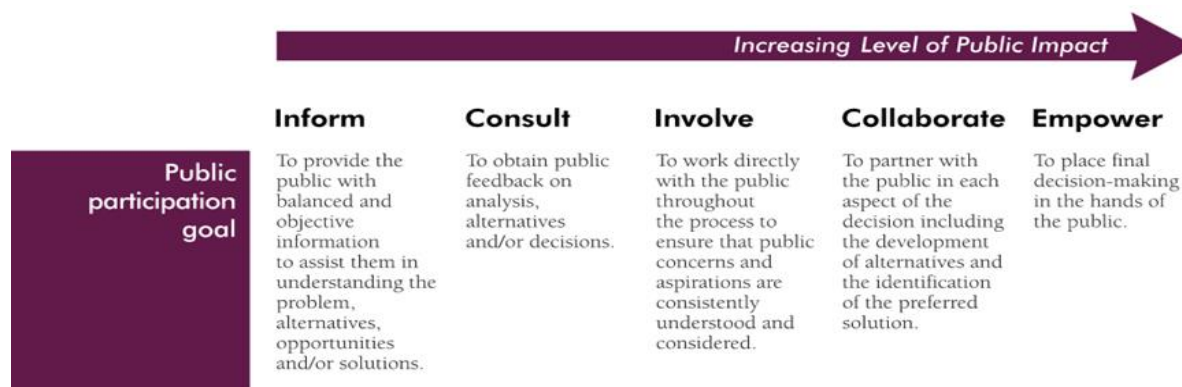 Increasing Level of Public Impact
Inform
Consult
Involve
Collaborate
Empower
Public
participation
goal
To provide the
public with
balanced and
objective
information
to assist them in
understanding the
problem,
alternatives,
opportunities
and/or solutions.
To obtain public
feedback on
analysis,
alternatives
and/or decisions.
To work directly
with the public
throughout
the process to
ensure that public
concerns and
aspirations are
consistently
understood and
considered.
To partner with
the public in each
aspect of the
decision including
the development
of alternatives and
the identification
of the preferred
solution.
To place final
decision-making
in the hands of
the public.